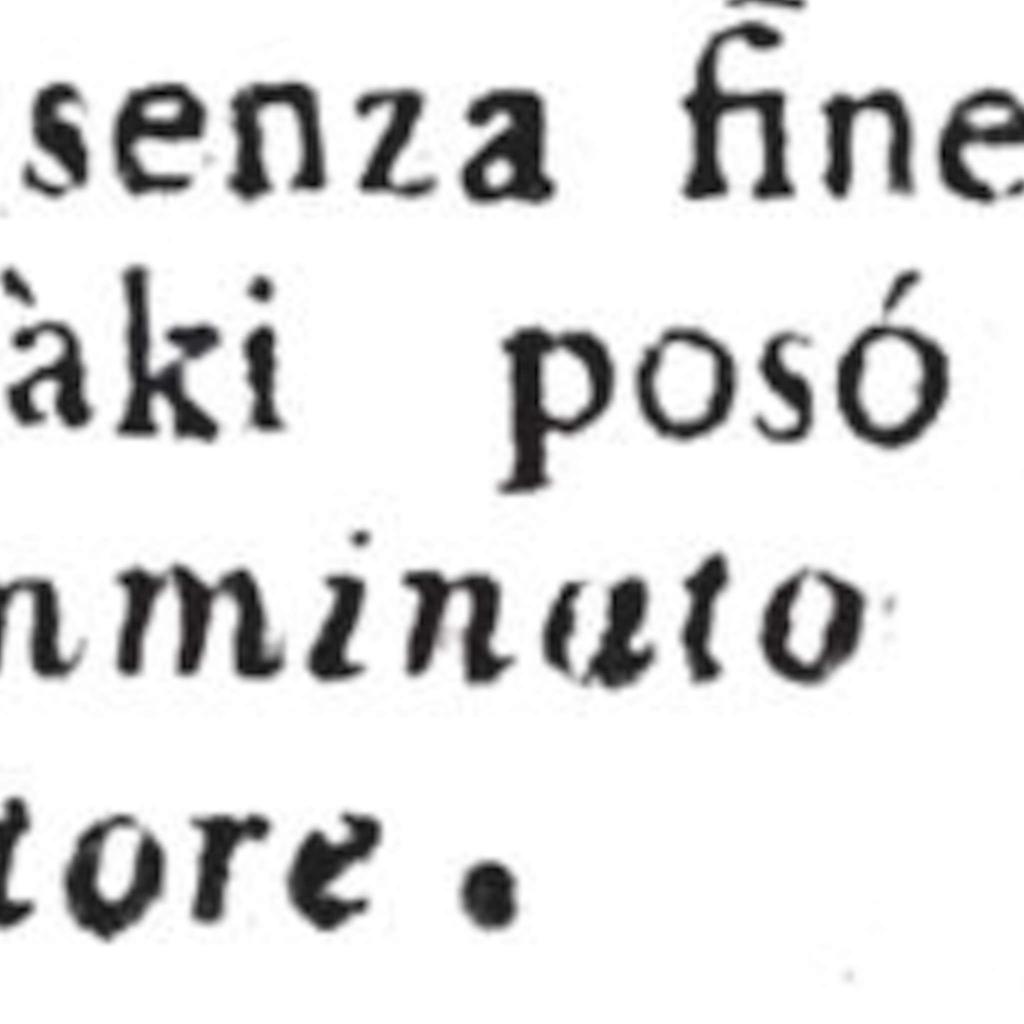 senza fine
àki posó
nminato
tore.